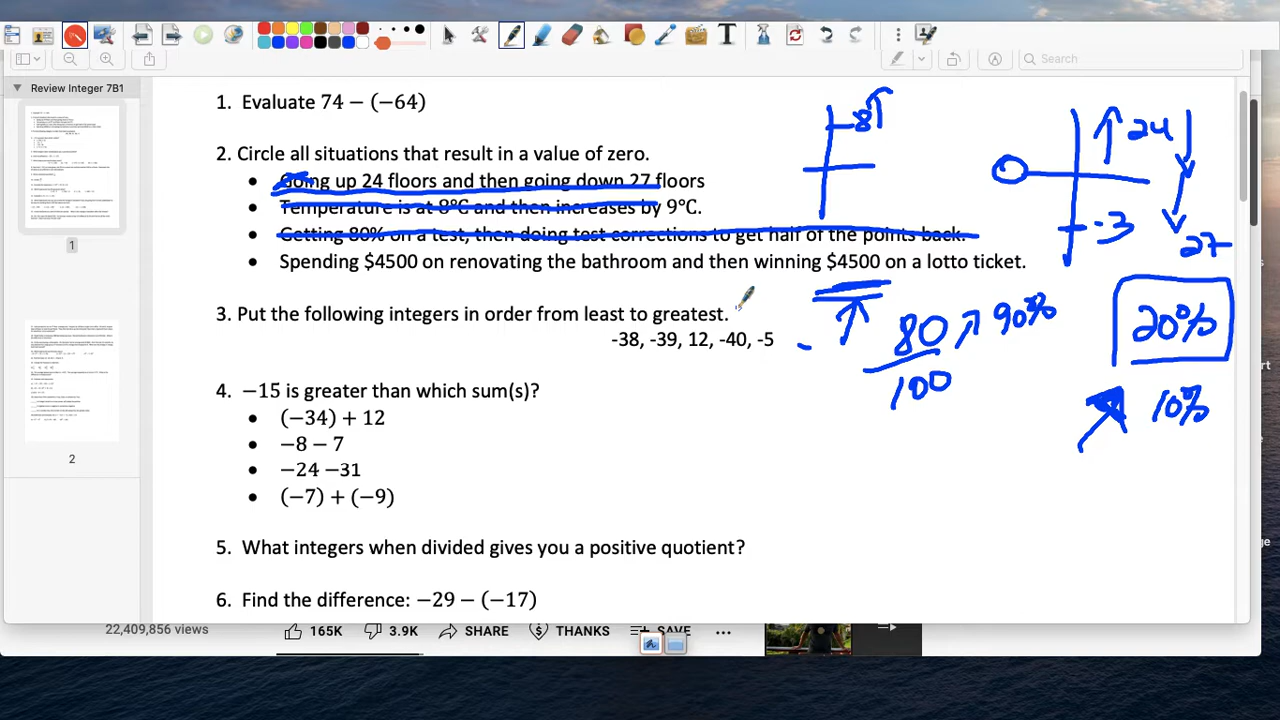 Search
Review Integer 7B1
1
2
1. Evaluate 74 − (−64)
2. Circle all situations that result in a value of zero.
• Going up 24 floors and then going down 27 floors
• Temperature is at 8°C and then increases by 9°C.
• Getting 80% on a test, then doing test corrections to get half of the points back.
• Spending $4500 on renovating the bathroom and then winning $4500 on a lotto ticket.
3. Put the following integers in order from least to greatest.
-38, -39, 12, -40, -5
4. −15 is greater than which sum(s)?
• (−34) + 12
• −8 − 7
• −24 −31
• (−7) + (−9)
5. What integers when divided gives you a positive quotient?
6. Find the difference: −29 − (−17)
8
24
-3
27
80
100
90%
20%
10%
22,409,856 views
165K
3.9K
SHARE
THANKS
SAVE